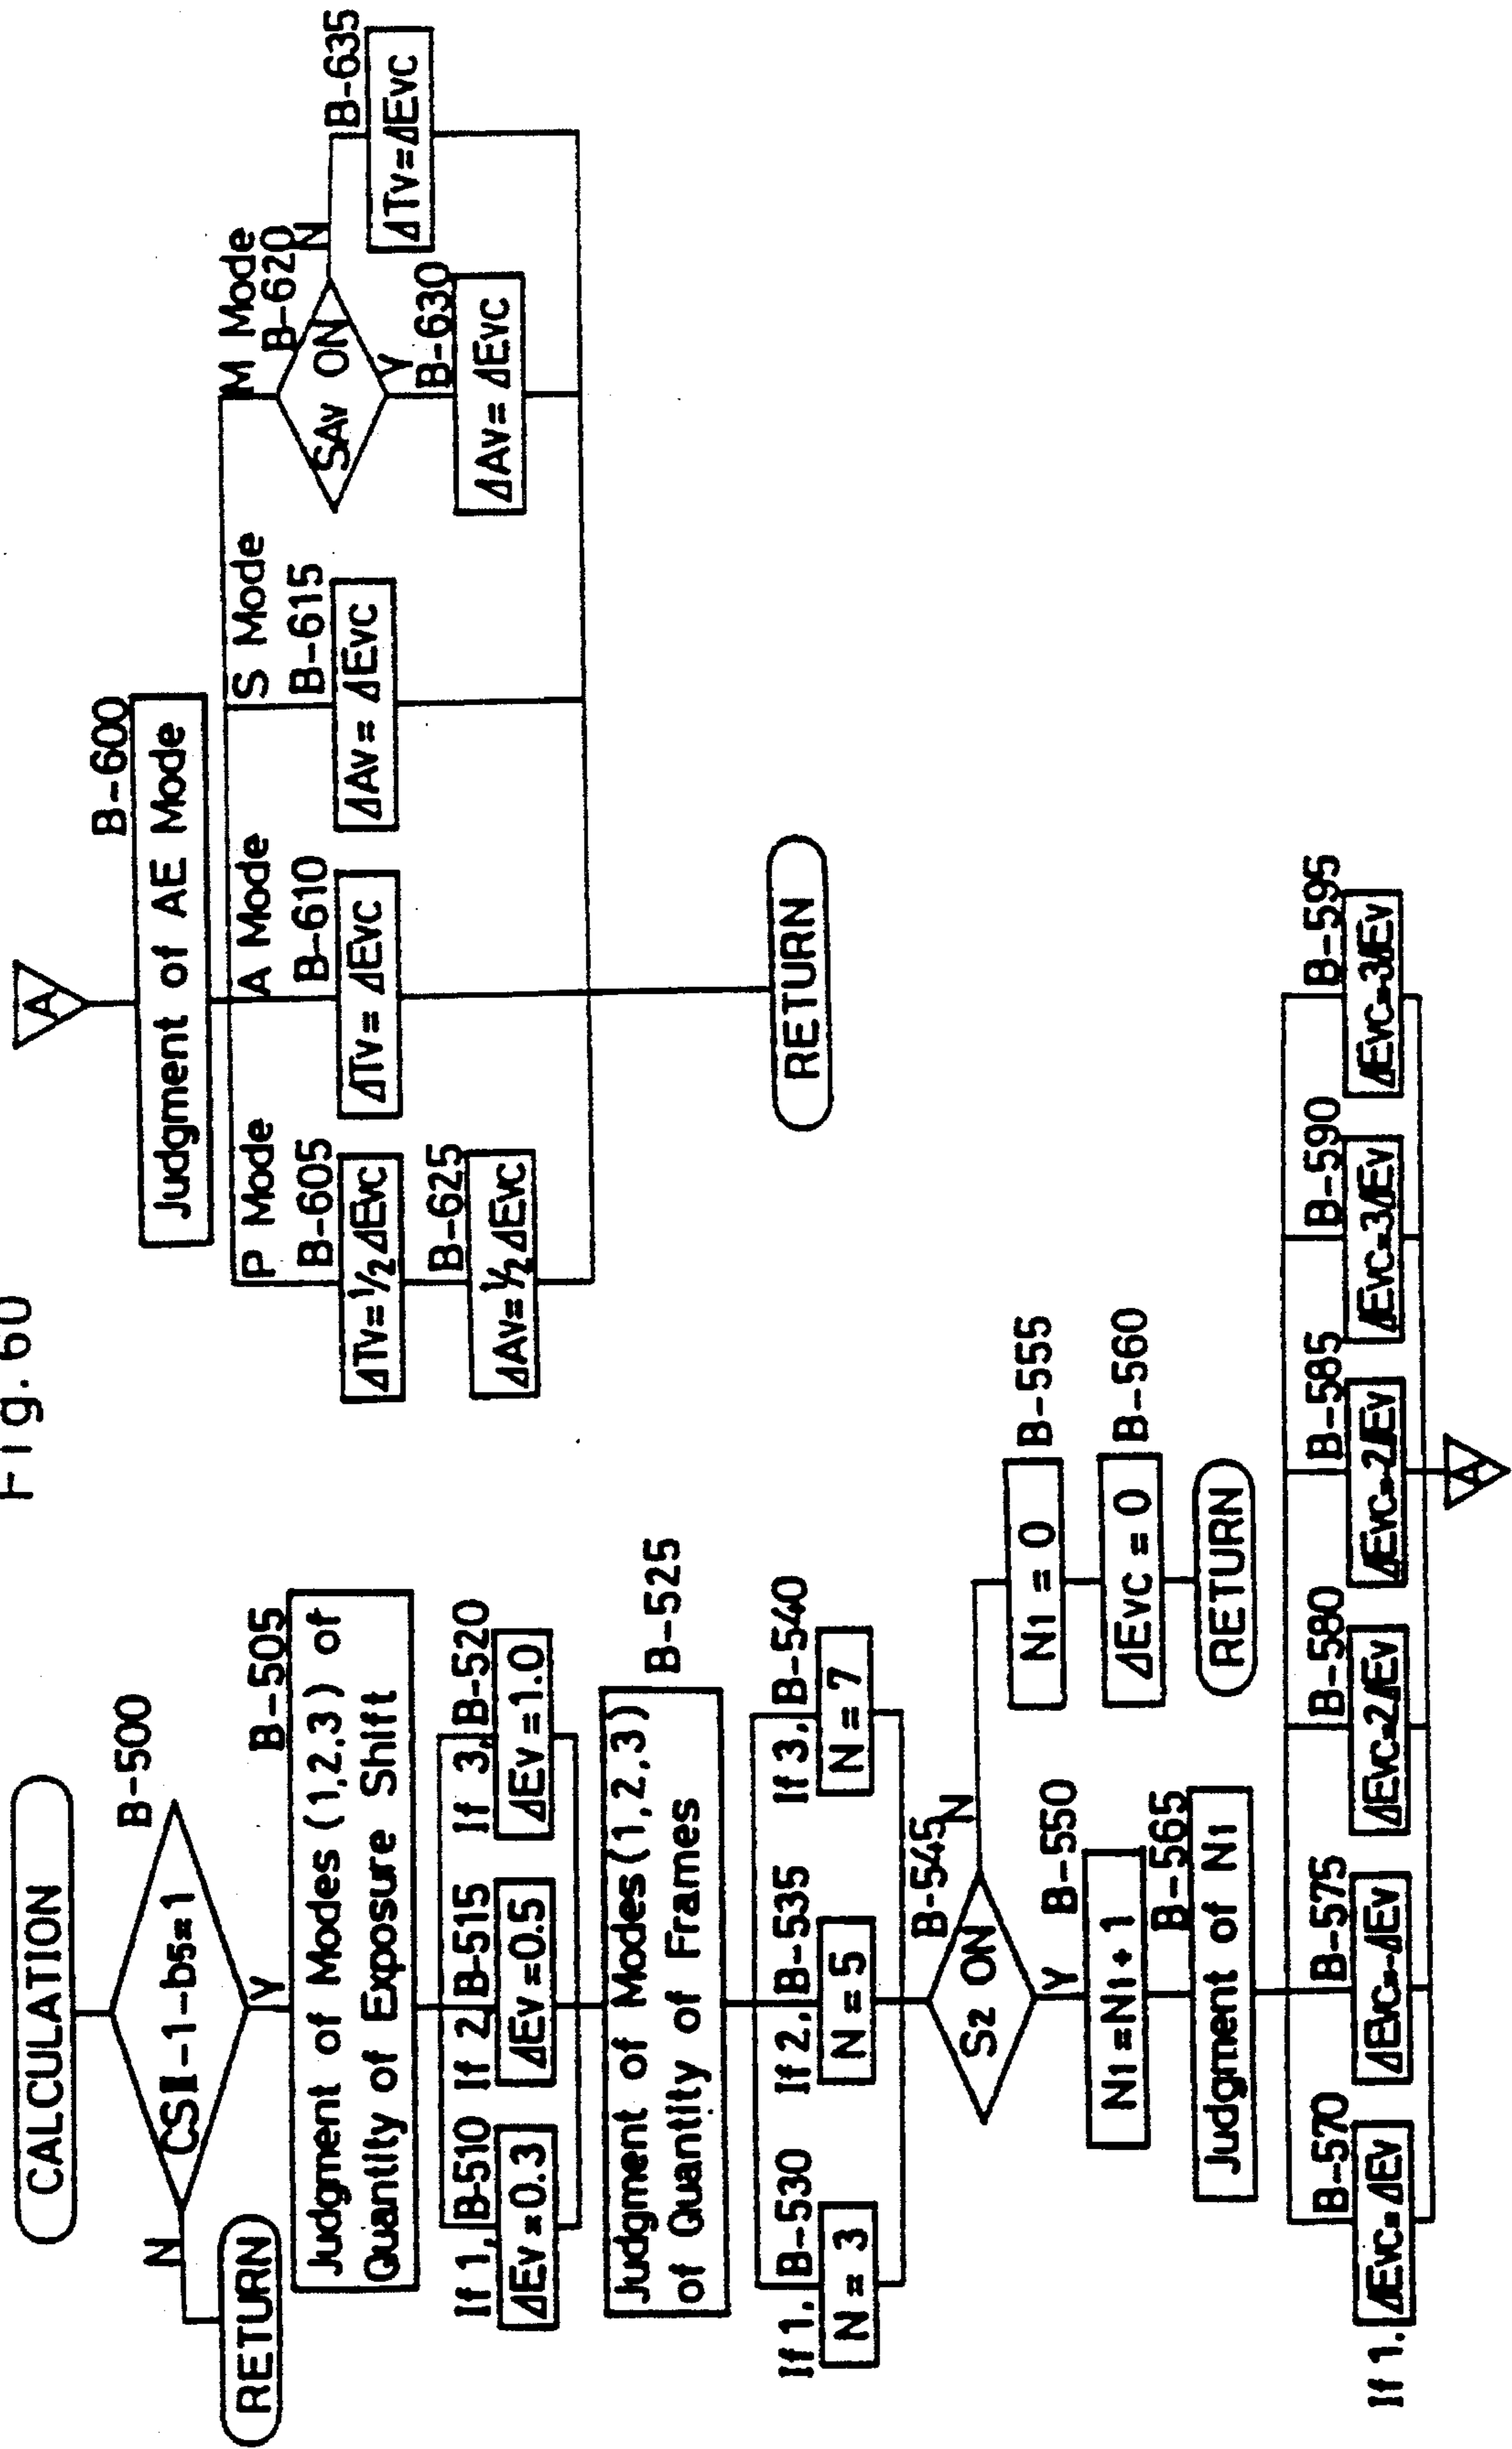 Fig. 60
CALCULATION
B-500
CSⅡ-1-b5=1
N
RETURN
Y
B-505
Judgment of Modes (1,2,3) of
Quantity of Exposure Shift
If 1, B-510
ΔEv=0.3
If 2, B-515
ΔEv=0.5
If 3, B-520
ΔEv=1.0
B-525
Judgment of Modes(1,2,3)
of Quantity of Frames
If 1, B-530
N = 3
If 2, B-535
N = 5
If 3, B-540
N = 7
B-545
S2 ON
N
Y
B-550
N1=N1+1
N1 = 0
B-555
ΔEvc = 0
B-560
RETURN
B-565
Judgment of N1
B-570
If 1. ΔEvc=ΔEv
B-575
ΔEvc=-ΔEv
B-580
ΔEvc=2ΔEv
B-585
ΔEvc=-2ΔEv
B-590
ΔEvc=3ΔEv
B-595
ΔEvc=-3ΔEv
A
A
B-600
Judgment of AE Mode
P Mode
B-605
ΔTv=1/2ΔEvc
B-625
ΔAv=1/2ΔEvc
A Mode
B-610
ΔTv= ΔEvc
S Mode
B-615
ΔAv= ΔEvc
M Mode
B-620
SAv ON
N
Y
B-630
ΔAv= ΔEvc
B-635
ΔTv=ΔEvc
RETURN